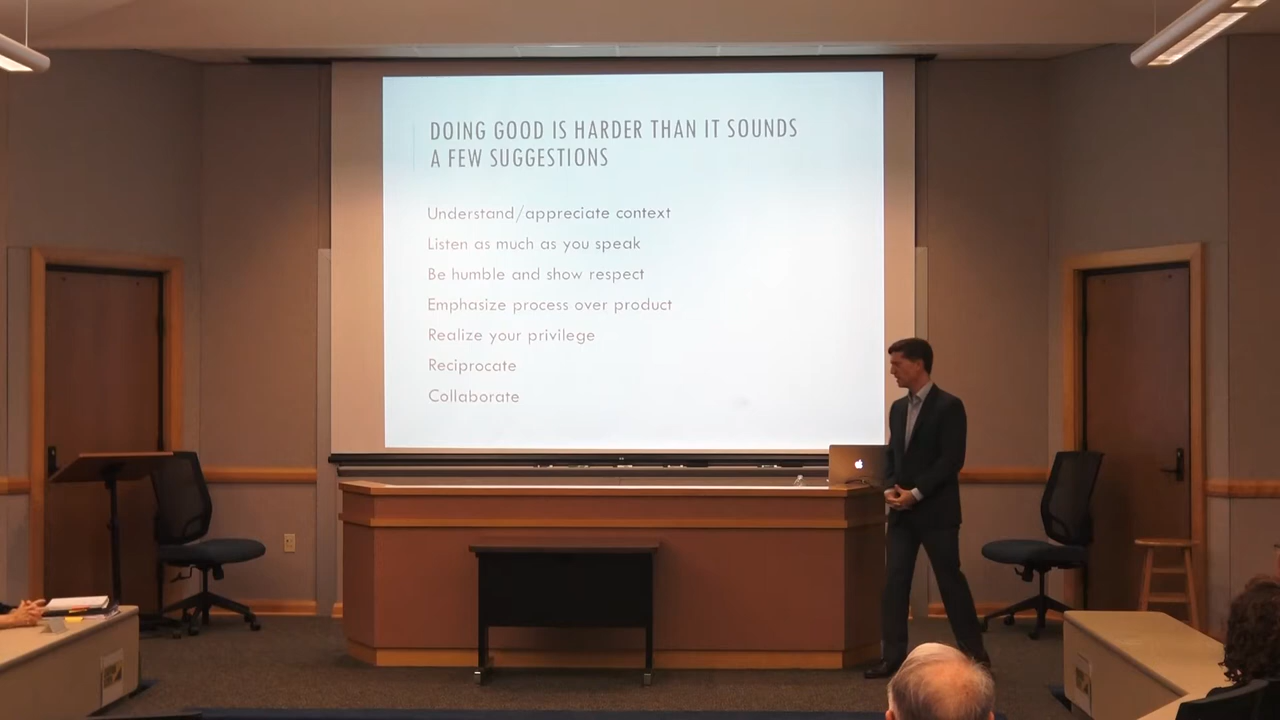 DOING GOOD IS HARDER THAN IT SOUNDS
A FEW SUGGESTIONS
Understand/appreciate context
Listen as much as you speak
Be humble and show respect
Emphasize process over product
Realize your privilege
Reciprocate
Collaborate